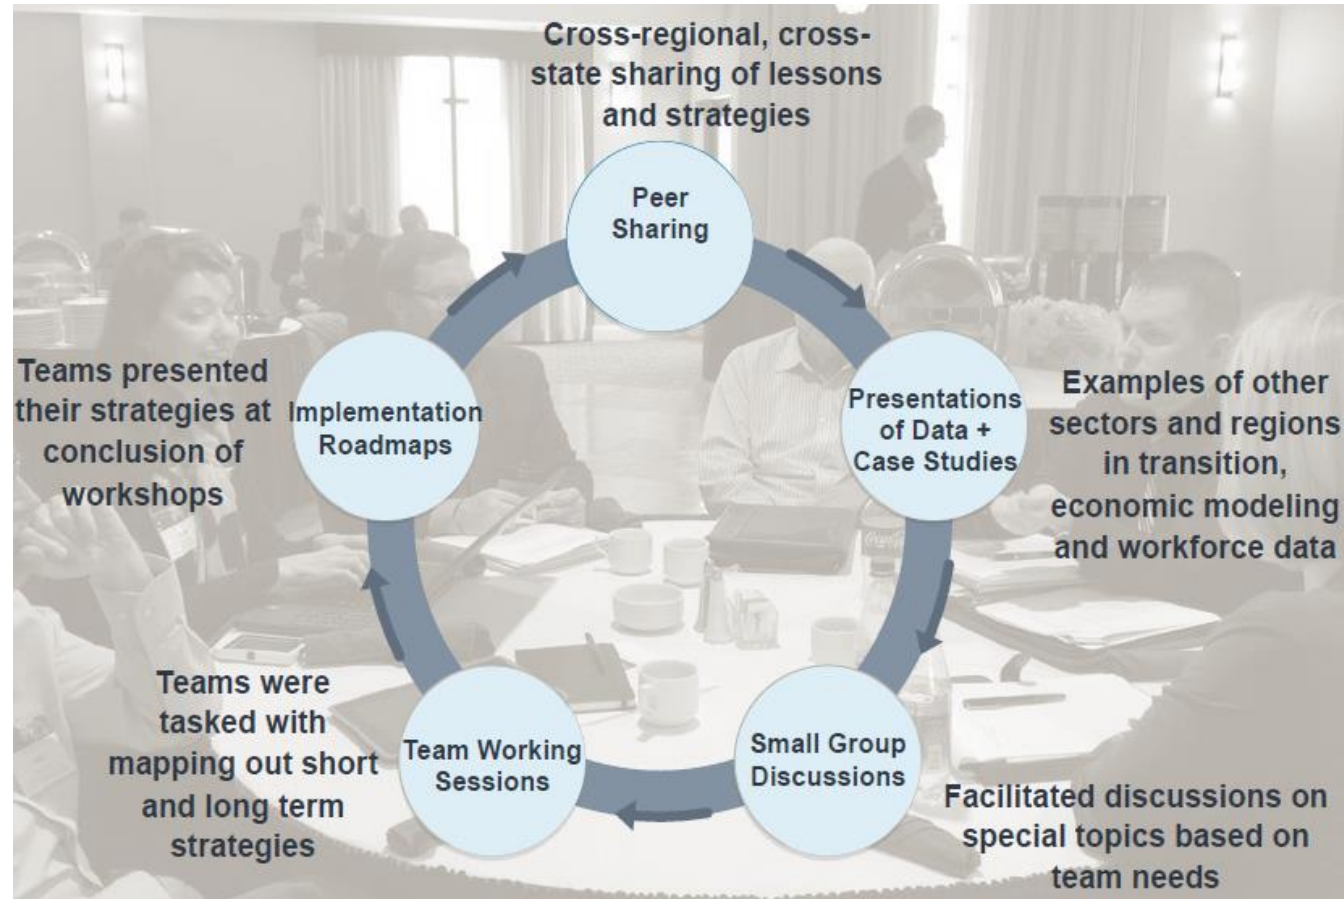 Cross-regional, cross-
state sharing of lessons
and strategies
Peer
Sharing
Presentations
of Data +
Case Studies
Examples of other
sectors and regions
in transition,
economic modeling
and workforce data
Small Group
Discussions
Facilitated discussions on
special topics based on
team needs
Team Working
Sessions
Teams were
tasked with
mapping out short
and long term
strategies
Implementation
Roadmaps
Teams presented
their strategies at
conclusion of
workshops